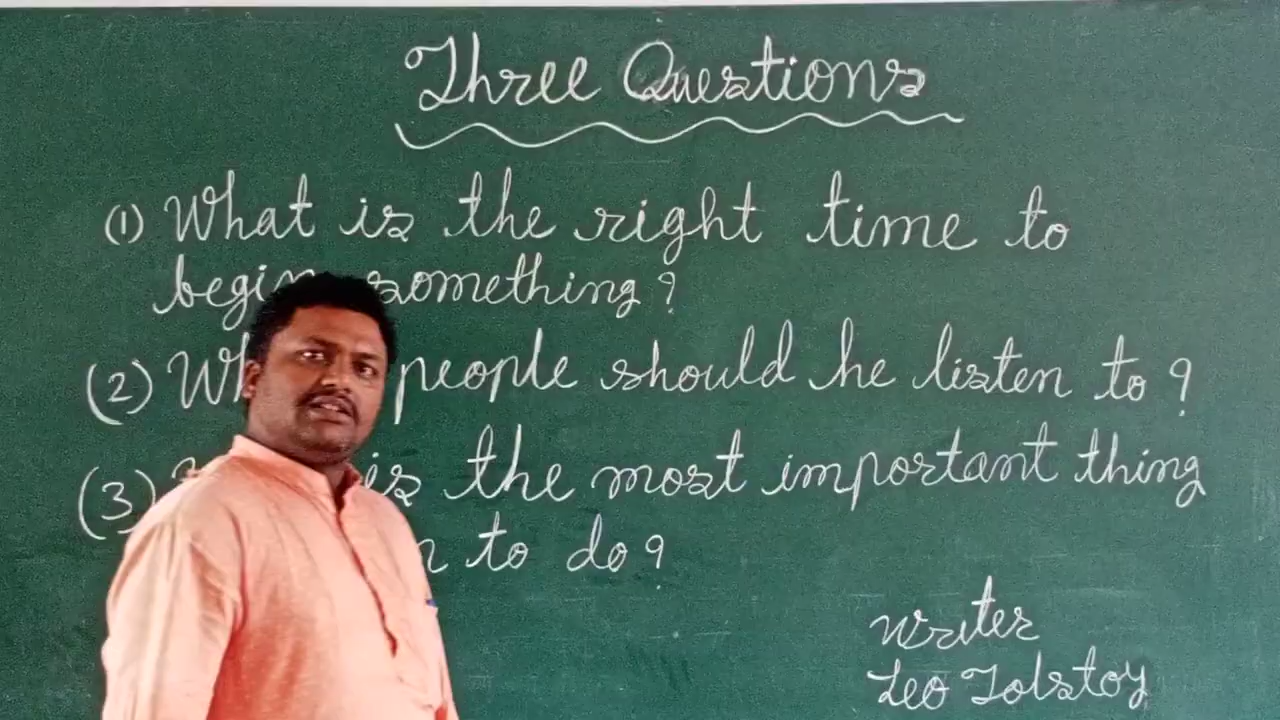 Three Questions
(1) What is the right time to
begin something?
(2) people should he listen to?
(3) is the most important thing
to do?
Writer
Leo Tolstoy